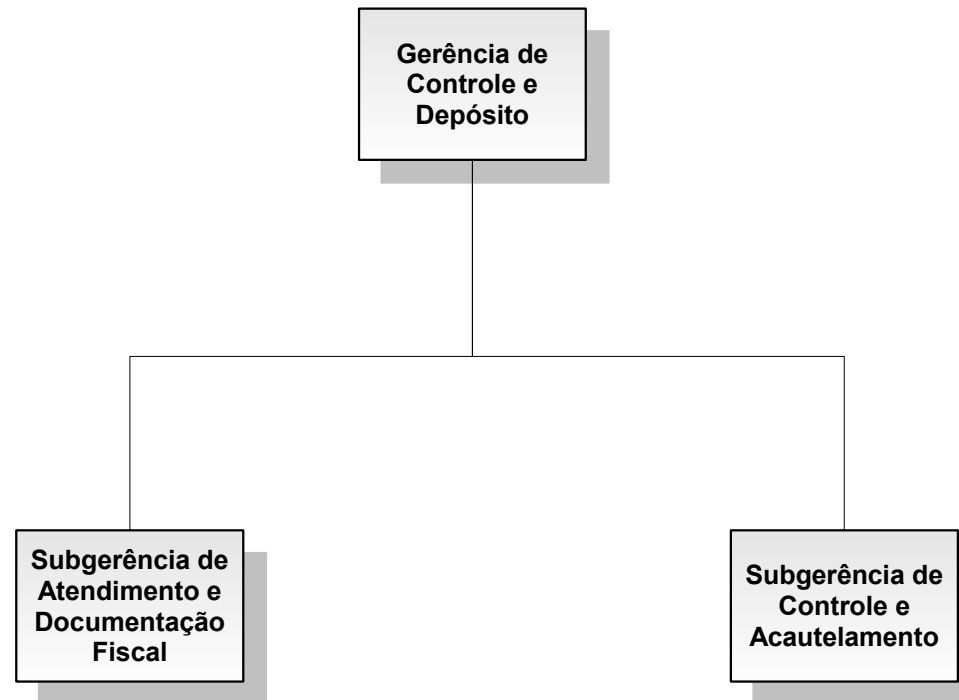 Gerência de
Controle e
Depósito
Subgerência de
Atendimento e
Documentação
Fiscal
Subgerência de
Controle e
Acautelamento